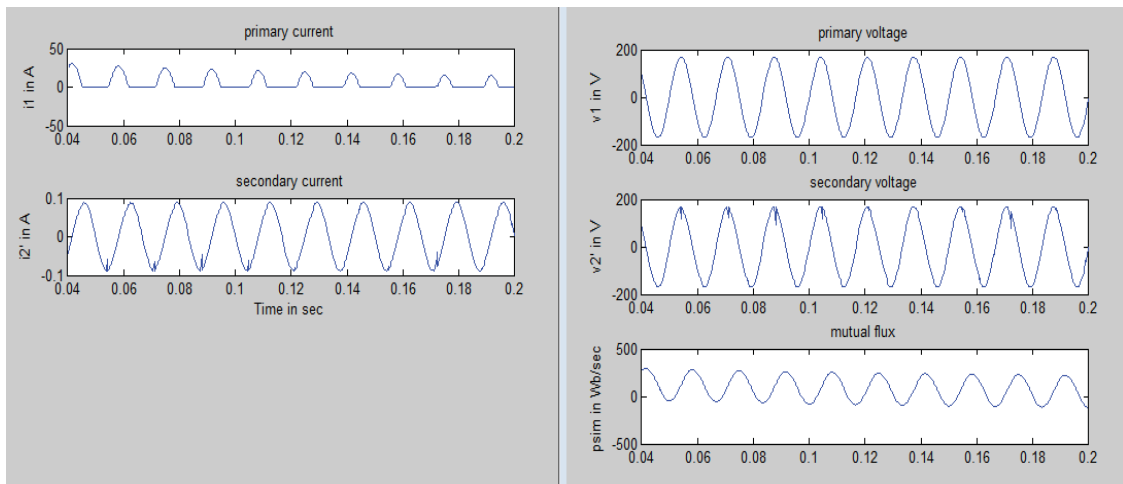 primary current
50
0
-50
i1 in A
0.04 0.06 0.08 0.1 0.12 0.14 0.16 0.18 0.2
secondary current
0.1
0
-0.1
i2' in A
0.04 0.06 0.08 0.1 0.12 0.14 0.16 0.18 0.2
Time in sec
primary voltage
200
0
-200
v1 in V
0.04 0.06 0.08 0.1 0.12 0.14 0.16 0.18 0.2
secondary voltage
200
0
-200
v2' in V
0.04 0.06 0.08 0.1 0.12 0.14 0.16 0.18 0.2
mutual flux
500
0
-500
psim in Wb/sec
0.04 0.06 0.08 0.1 0.12 0.14 0.16 0.18 0.2